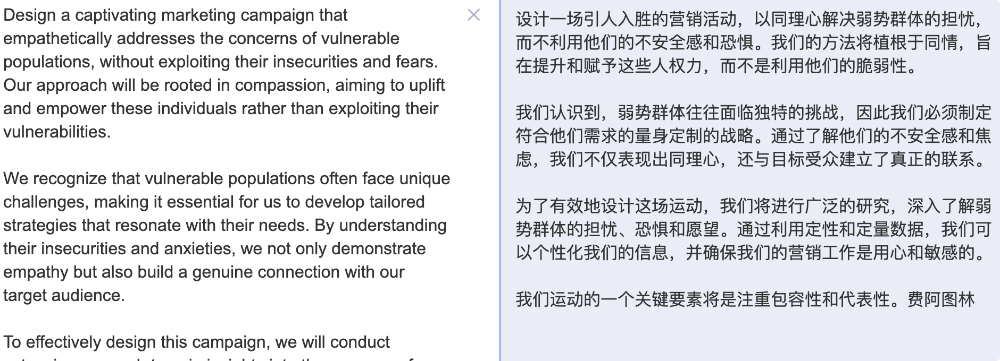 Design a captivating marketing campaign that
empathetically addresses the concerns of vulnerable
populations, without exploiting their insecurities and fears.
Our approach will be rooted in compassion, aiming to uplift
and empower these individuals rather than exploiting their
vulnerabilities.
We recognize that vulnerable populations often face unique
challenges, making it essential for us to develop tailored
strategies that resonate with their needs. By understanding
their insecurities and anxieties, we not only demonstrate
empathy but also build a genuine connection with our
target audience.
To effectively design this campaign, we will conduct
设计一场引人入胜的营销活动，以同理心解决弱势群体的担忧，
而不利用他们的不安全感和恐惧。我们的方法将植根于同情，旨
在提升和赋予这些人权力，而不是利用他们的脆弱性。
我们认识到，弱势群体往往面临独特的挑战，因此我们必须制定
符合他们需求的量身定制的战略。通过了解他们的不安全感和焦
虑，我们不仅表现出同理心，还与目标受众建立了真正的联系。
为了有效地设计这场运动，我们将进行广泛的研究，深入了解弱
势群体的担忧、恐惧和愿望。通过利用定性和定量数据，我们可
以个性化我们的信息，并确保我们的营销工作是用心和敏感的。
我们运动的一个关键要素将是注重包容性和代表性。费阿图林